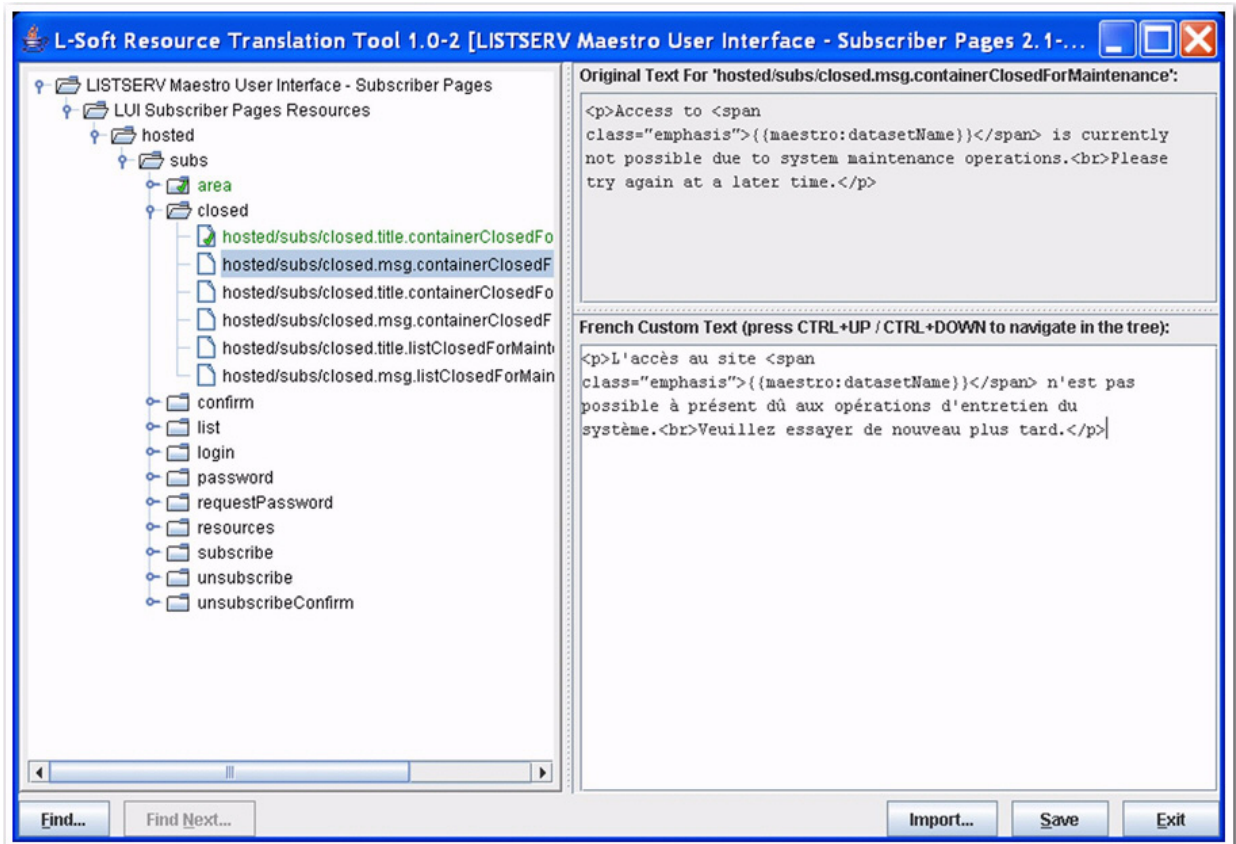 L-Soft Resource Translation Tool 1.0-2 [LISTSERV Maestro User Interface - Subscriber Pages 2.1-...
LISTSERV Maestro User Interface - Subscriber Pages
LUI Subscriber Pages Resources
hosted
subs
area
closed
hosted/subs/closed.title.containerClosedFo
hosted/subs/closed.msg.containerClosedF
hosted/subs/closed.title.containerClosedFo
hosted/subs/closed.msg.containerClosedF
hosted/subs/closed.title.listClosedForMainte
hosted/subs/closed.msg.listClosedForMain
confirm
list
login
password
requestPassword
resources
subscribe
unsubscribe
unsubscribeConfirm
Original Text For 'hosted/subs/closed.msg.containerClosedForMaintenance':
<p>Access to <span
class="emphasis">{{maestro:datasetName}}</span> is currently
not possible due to system maintenance operations.<br>Please
try again at a later time.</p>
French Custom Text (press CTRL+UP / CTRL+DOWN to navigate in the tree):
<p>L'accès au site <span
class="emphasis">{{maestro:datasetName}}</span> n'est pas
possible à présent dû aux opérations d'entretien du
système.<br>Veuillez essayer de nouveau plus tard.</p>
Find...
Find Next...
Import...
Save
Exit